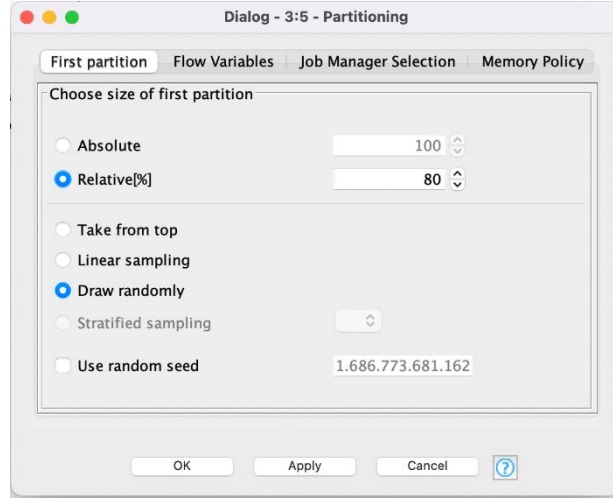 Dialog - 3:5 - Partitioning
First partition Flow Variables Job Manager Selection Memory Policy
Choose size of first partition
Absolute 100
Relative[%] 80
Take from top
Linear sampling
Draw randomly
Stratified sampling
Use random seed 1.686.773.681.162
OK Apply Cancel ?